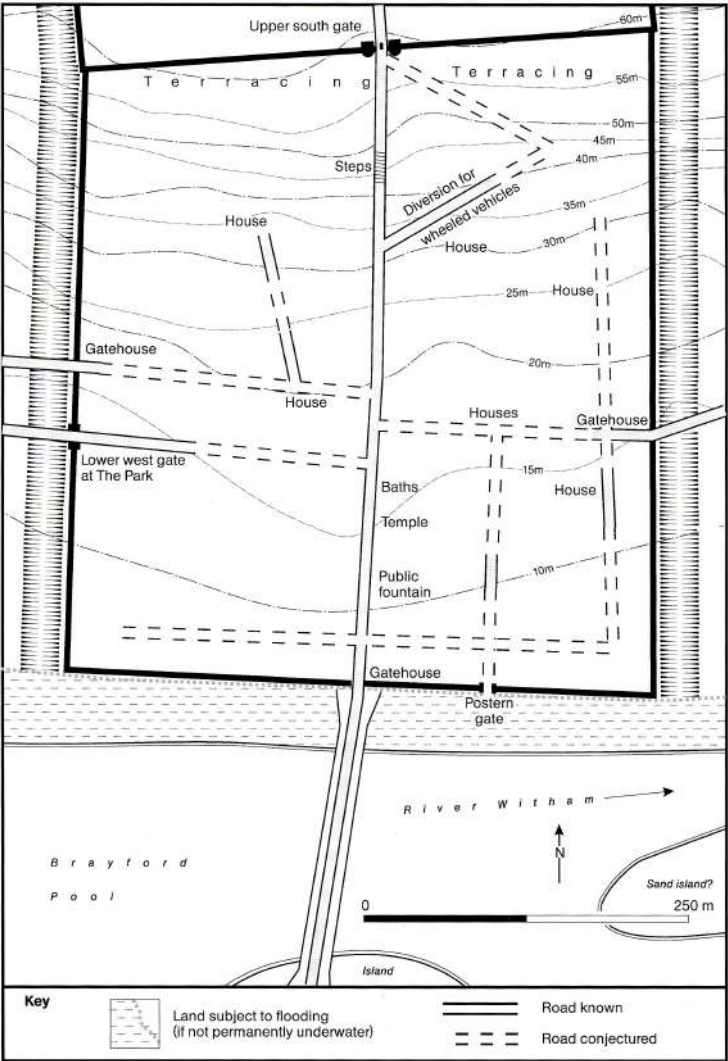 Upper south gate
60m
Terracing
Terracing
55m
50m
45m
Steps
40m
Diversion for
wheeled vehicles
35m
House
House
30m
25m
House
Gatehouse
20m
House
Houses
Gatehouse
Lower west gate
at The Park
15m
Baths
House
Temple
Public
fountain
10m
Gatehouse
Postern
gate
River Witham
N
Brayford
Pool
Sand island?
0
250 m
Island
Key
Land subject to flooding
(if not permanently underwater)
Road known
Road conjectured